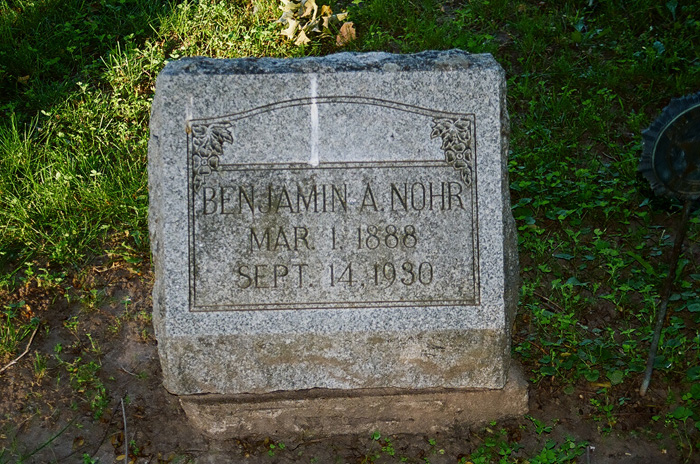 BENJAMIN A. NOHR
MAR. 1. 1888
SEPT. 14. 1930